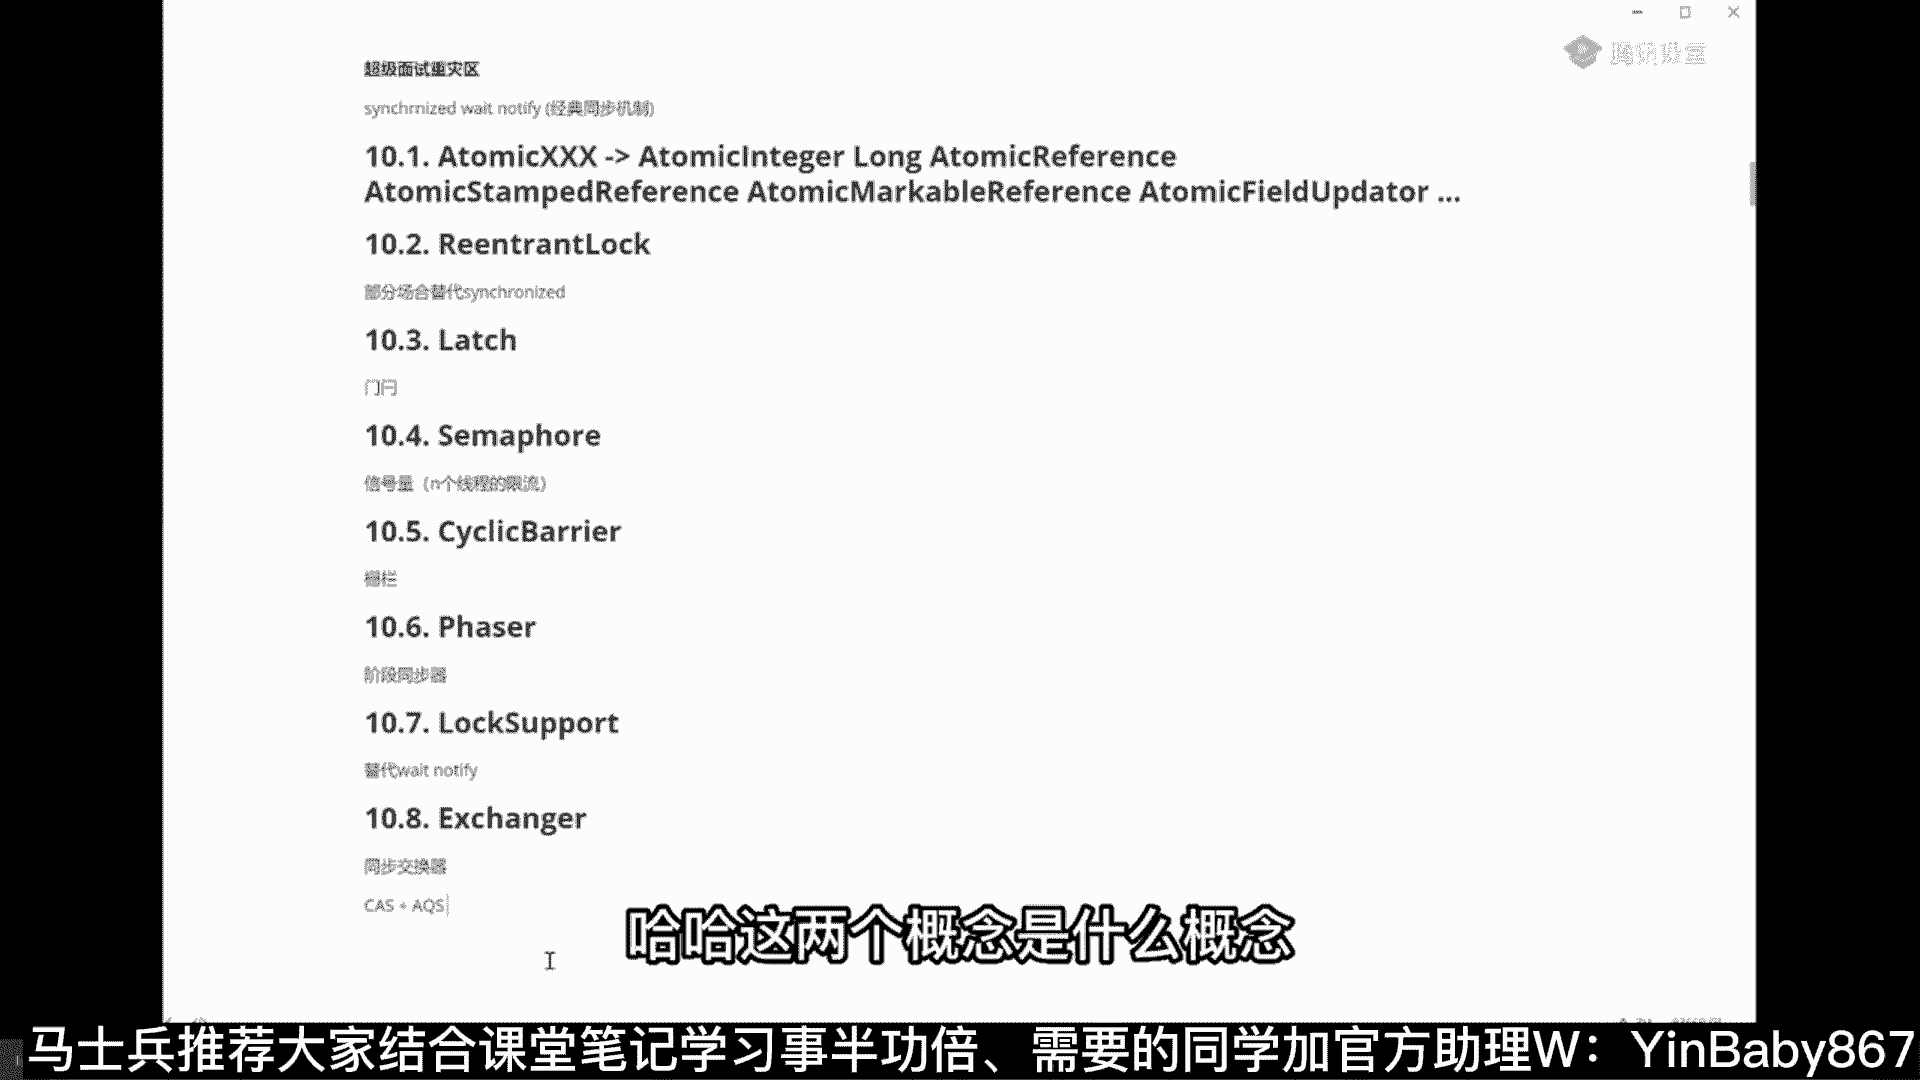 腾讯课堂
超级面试重灾区
synchrnized wait notify (经典同步机制)
10.1. AtomicXXX -> AtomicInteger Long AtomicReference
AtomicStampedReference AtomicMarkableReference AtomicFieldUpdator ...
10.2. ReentrantLock
部分场合替代synchronized
10.3. Latch
门闩
10.4. Semaphore
信号量（n个线程的限流）
10.5. CyclicBarrier
栅栏
10.6. Phaser
阶段同步器
10.7. LockSupport
替代wait notify
10.8. Exchanger
同步交换器
CAS + AQS
哈哈这两个概念是什么概念
马士兵推荐大家结合课堂笔记学习事半功倍、需要的同学加官方助理W：YinBaby867